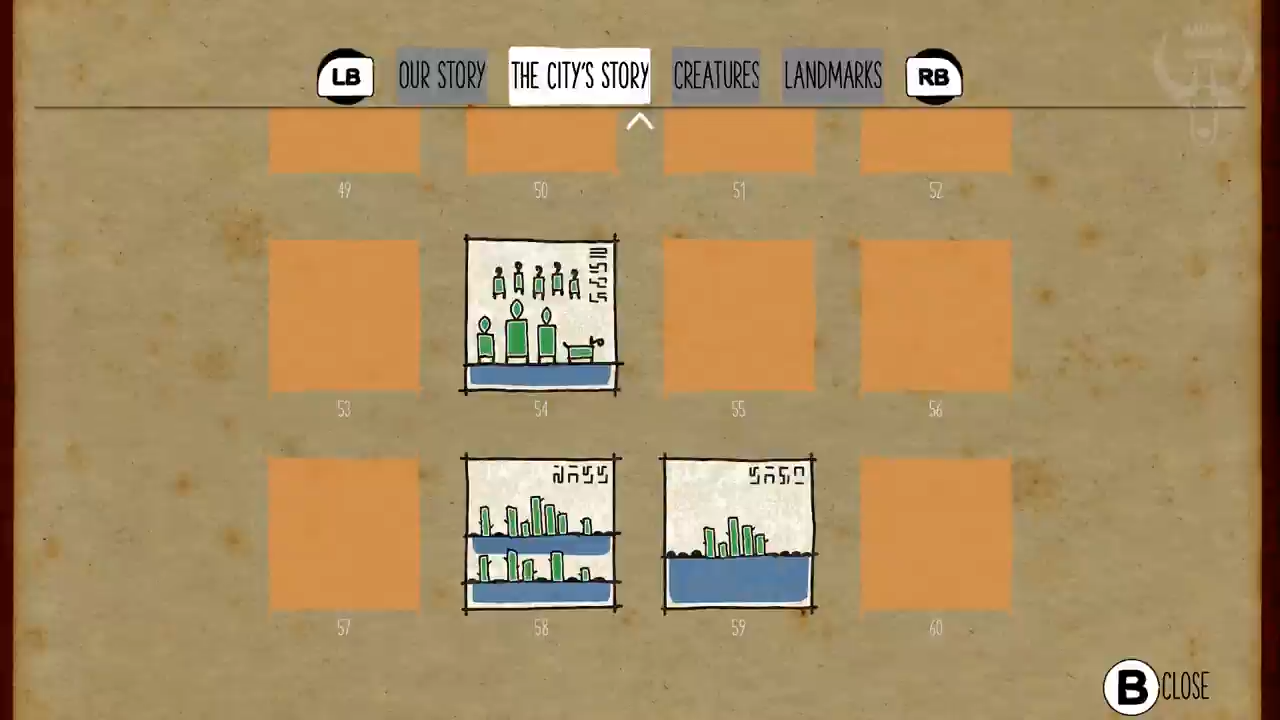 LB OUR STORY THE CITY'S STORY CREATURES LANDMARKS RB
49 50 51 52
53 54 55 56
57 58 59 60
B CLOSE